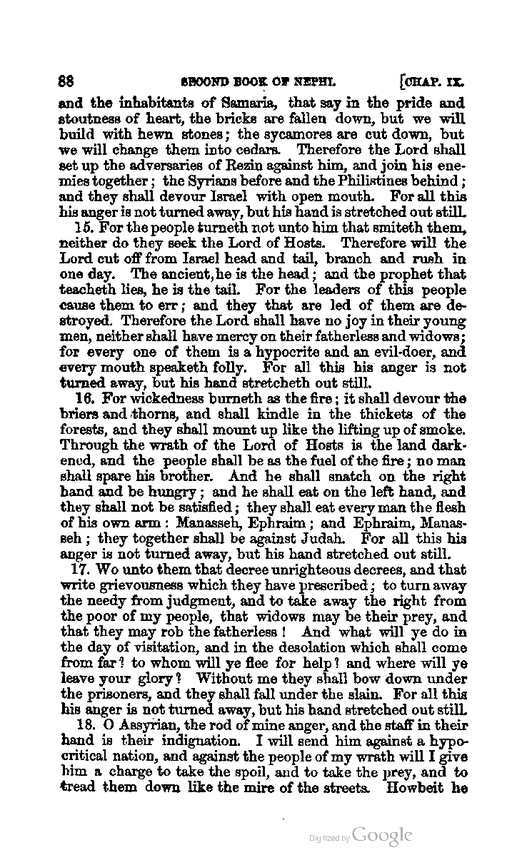 88 SECOND BOOK OF NEPHI. [CHAP. IX.
and the inhabitants of Samaria, that say in the pride and
stoutness of heart, the bricks are fallen down, but we will
build with hewn stones; the sycamores are cut down, but
we will change them into cedars. Therefore the Lord shall
set up the adversaries of Rezin against him, and join his ene-
mies together; the Syrians before and the Philistines behind;
and they shall devour Israel with open mouth. For all this
his anger is not turned away, but his hand is stretched out still.
15. For the people turneth not unto him that smiteth them,
neither do they seek the Lord of Hosts. Therefore will the
Lord cut off from Israel head and tail, branch and rush in
one day. The ancient, he is the head; and the prophet that
teacheth lies, he is the tail. For the leaders of this people
cause them to err; and they that are led of them are de-
stroyed. Therefore the Lord shall have no joy in their young
men, neither shall have mercy on their fatherless and widows;
for every one of them is a hypocrite and an evil-doer, and
every mouth speaketh folly. For all this his anger is not
turned away, but his hand stretcheth out still.
16. For wickedness burneth as the fire; it shall devour the
briers and thorns, and shall kindle in the thickets of the
forests, and they shall mount up like the lifting up of smoke.
Through the wrath of the Lord of Hosts is the land dark-
ened, and the people shall be as the fuel of the fire; no man
shall spare his brother. And he shall snatch on the right
hand and be hungry; and he shall eat on the left hand, and
they shall not be satisfied; they shall eat every man the flesh
of his own arm: Manasseh, Ephraim; and Ephraim, Manas-
seh; they together shall be against Judah. For all this his
anger is not turned away, but his hand stretched out still.
17. Wo unto them that decree unrighteous decrees, and that
write grievousness which they have prescribed; to turn away
the needy from judgment, and to take away the right from
the poor of my people, that widows may be their prey, and
that they may rob the fatherless! And what will ye do in
the day of visitation, and in the desolation which shall come
from far? to whom will ye flee for help? and where will ye
leave your glory? Without me they shall bow down under
the prisoners, and they shall fall under the slain. For all this
his anger is not turned away, but his hand stretched out still.
18. O Assyrian, the rod of mine anger, and the staff in their
hand is their indignation. I will send him against a hypo-
critical nation, and against the people of my wrath will I give
him a charge to take the spoil, and to take the prey, and to
tread them down like the mire of the streets. Howbeit he
Digitized by Google